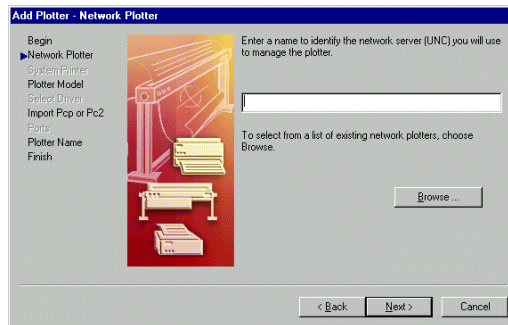 Add Plotter - Network Plotter
Begin
Network Plotter
System Printer
Plotter Model
Select Driver
Import Pcp or Pc2
Ports
Plotter Name
Finish
Enter a name to identify the network server (UNC) you will use
to manage the plotter.
To select from a list of existing network plotters, choose
Browse.
Browse ...
< Back
Next >
Cancel